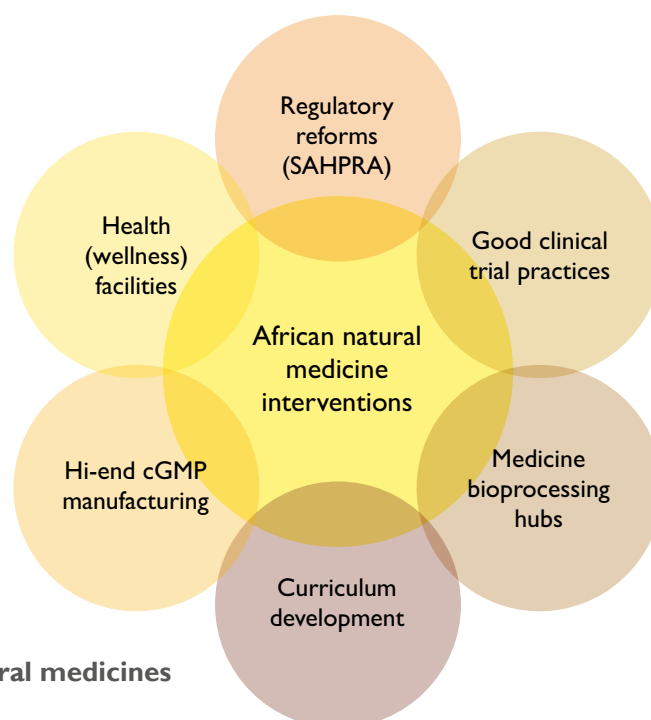 Regulatory
reforms
(SAHPRA)
Health
(wellness)
facilities
Good clinical
trial practices
African natural
medicine
interventions
Hi-end cGMP
manufacturing
Medicine
bioprocessing
hubs
Curriculum
development
ral medicines